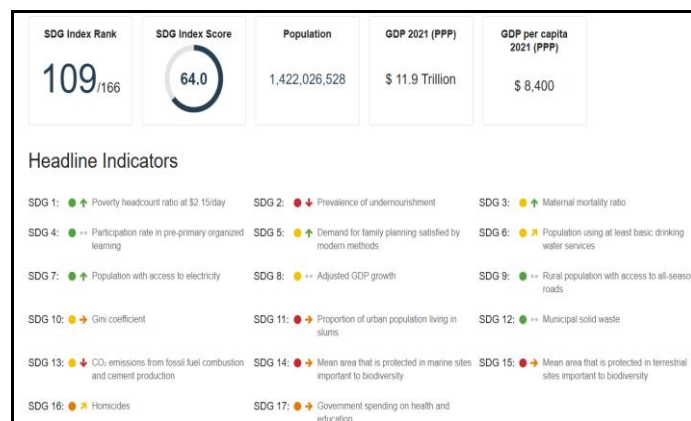 SDG Index Rank
SDG Index Score
Population
GDP 2021 (PPP)
GDP per capita
2021 (PPP)
109/166
64.0
1,422,026,528
$ 11.9 Trillion
$ 8,400
Headline Indicators
SDG 1: Poverty headcount ratio at $2.15/day
SDG 2: Prevalence of undernourishment
SDG 3: Maternal mortality ratio
SDG 4: Participation rate in pre-primary organized
learning
SDG 5: Demand for family planning satisfied by
modern methods
SDG 6: Population using at least basic drinking
water services
SDG 7: Population with access to electricity
SDG 8: Adjusted GDP growth
SDG 9: Rural population with access to all-seaso
roads
SDG 10: Gini coefficient
SDG 11: Proportion of urban population living in
slums
SDG 12: Municipal solid waste
SDG 13: CO₂ emissions from fossil fuel combustion
and cement production
SDG 14: Mean area that is protected in marine sites
important to biodiversity
SDG 15: Mean area that is protected in terrestrial
sites important to biodiversity
SDG 16: Homicides
SDG 17: Government spending on health and
education